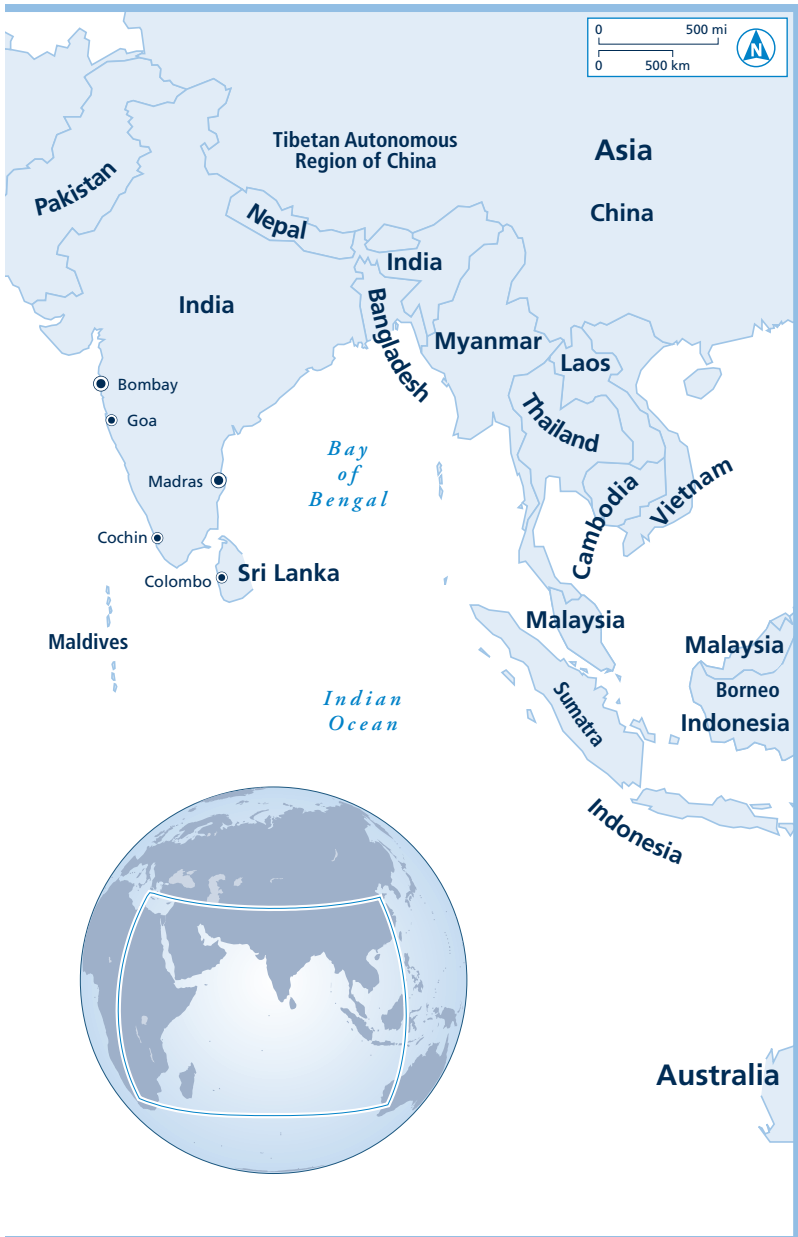 0 500 mi
0 500 km
N
Tibetan Autonomous
Region of China
Asia
Pakistan
China
Nepal
India
India
Bangladesh
Myanmar
Laos
Bombay
Thailand
Goa
Bay
of
Bengal
Madras
Vietnam
Cambodia
Cochin
Colombo
Sri Lanka
Malaysia
Maldives
Malaysia
Borneo
Indian
Ocean
Sumatra
Indonesia
Indonesia
Australia